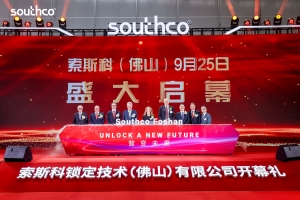 southco
southco
southco
索斯科（佛山）9月25日
盛大启幕
Southco Foshan
UNLOCK A NEW FUTURE
索斯科锁定技术(佛山)有限公司开幕礼